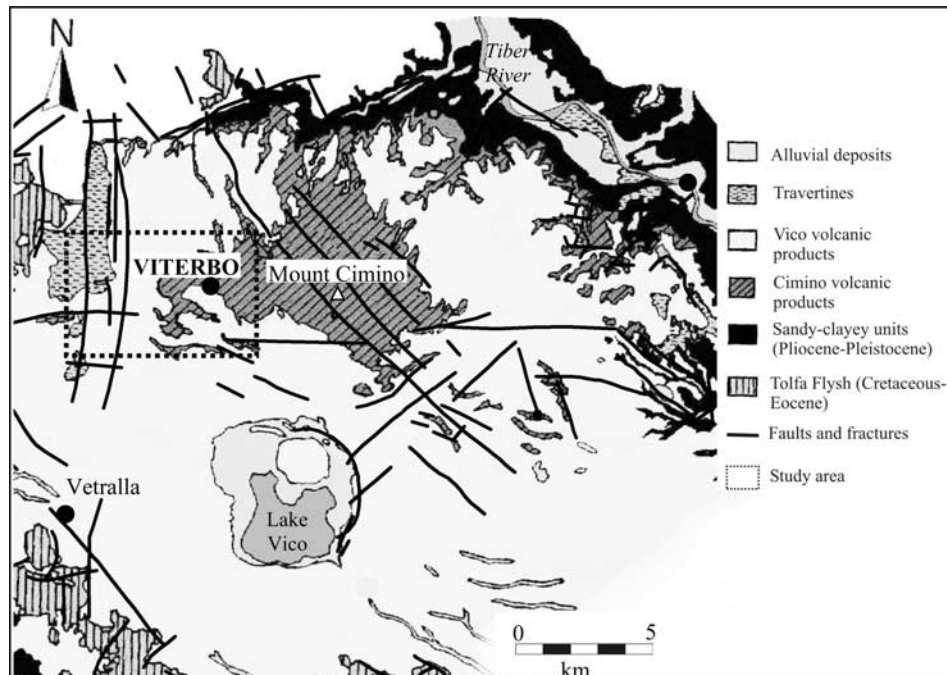 N
Tiber
River
VITERBO
Mount Cimino
Vetralla
Lake
Vico
0 5
km
Alluvial deposits
Travertines
Vico volcanic
products
Cimino volcanic
products
Sandy-clayey units
(Pliocene-Pleistocene)
Tolfa Flysh (Cretaceous-
Eocene)
Faults and fractures
Study area